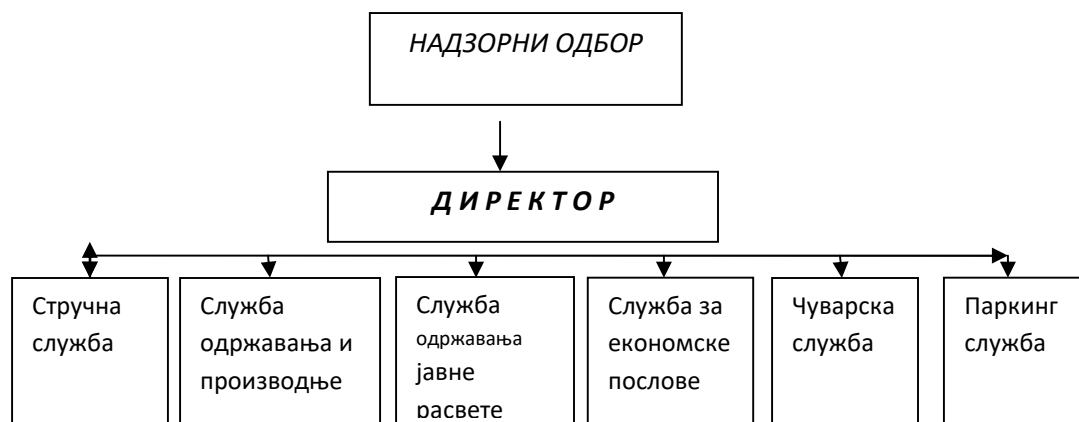 НАДЗОРНИ ОДБОР
Д И Р Е К Т О Р
Стручна
служба
Служба
одржавања и
производње
Служба
одржавања
јавне
расвете
Служба за
економске
послове
Чуварска
служба
Паркинг
служба